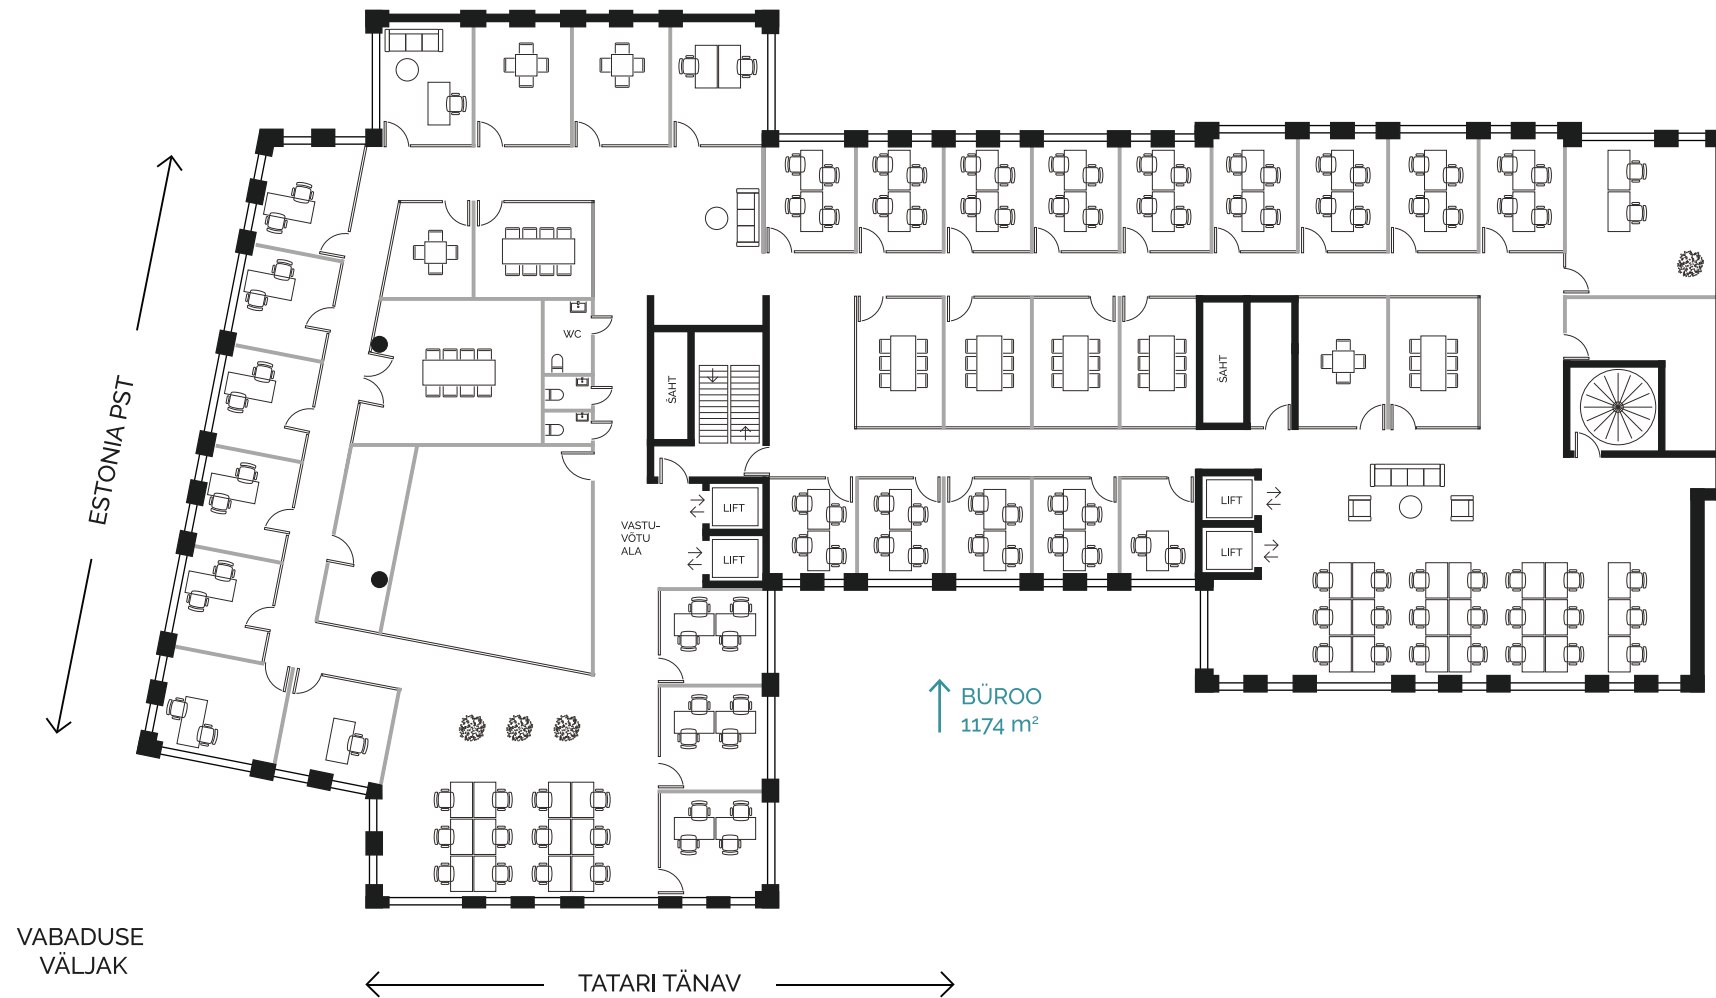 WC
ŠAHT
ŠAHT
ESTONIA PST
LIFT
LIFT
VASTU-
VÕTU
ALA
LIFT
LIFT
BÜROO
1174 m²
VABADUSE
VÄLJAK
TATARI TÄNAV